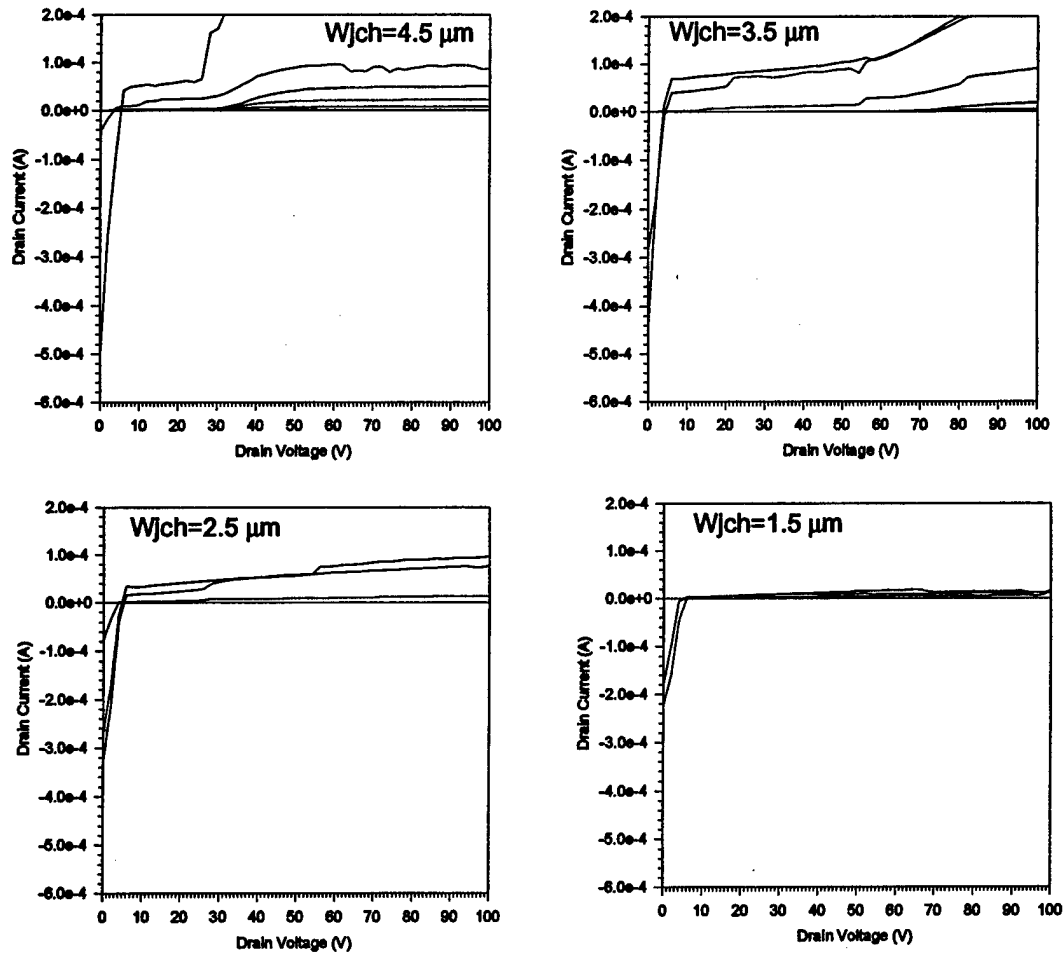 Wjch=4.5 µm
Drain Current (A)
2.0e-4
1.0e-4
0.0e+0
-1.0e-4
-2.0e-4
-3.0e-4
-4.0e-4
-5.0e-4
-6.0e-4
0 10 20 30 40 50 60 70 80 90 100
Drain Voltage (V)
Wjch=3.5 µm
Drain Current (A)
2.0e-4
1.0e-4
0.0e+0
-1.0e-4
-2.0e-4
-3.0e-4
-4.0e-4
-5.0e-4
-6.0e-4
0 10 20 30 40 50 60 70 80 90 100
Drain Voltage (V)
Wjch=2.5 µm
Drain Current (A)
2.0e-4
1.0e-4
0.0e+0
-1.0e-4
-2.0e-4
-3.0e-4
-4.0e-4
-5.0e-4
-6.0e-4
0 10 20 30 40 50 60 70 80 90 100
Drain Voltage (V)
Wjch=1.5 µm
Drain Current (A)
2.0e-4
1.0e-4
0.0e+0
-1.0e-4
-2.0e-4
-3.0e-4
-4.0e-4
-5.0e-4
-6.0e-4
0 10 20 30 40 50 60 70 80 90 100
Drain Voltage (V)